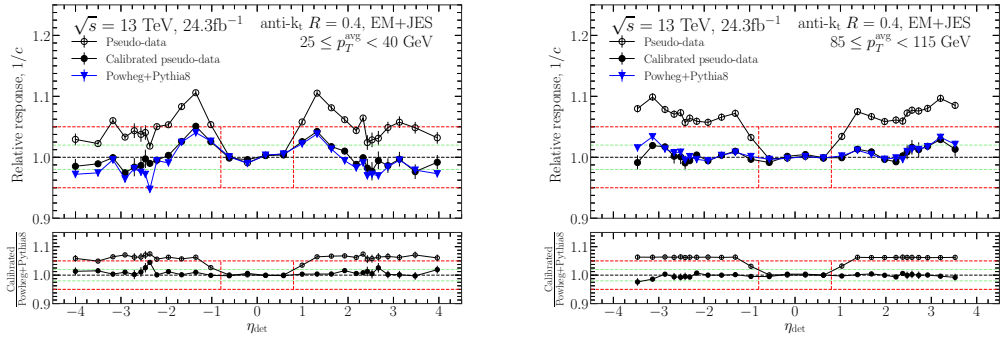 √s = 13 TeV, 24.3fb⁻¹
anti-kₜ R = 0.4, EM+JES
25 ≤ p_T^avg < 40 GeV
Pseudo-data
Calibrated pseudo-data
Powheg+Pythia8
Relative response, 1/c
1.2
1.1
1.0
0.9
Calibrated
Powheg+Pythia8
1.1
1.0
0.9
−4 −3 −2 −1 0 1 2 3 4
η_det
√s = 13 TeV, 24.3fb⁻¹
anti-kₜ R = 0.4, EM+JES
85 ≤ p_T^avg < 115 GeV
Pseudo-data
Calibrated pseudo-data
Powheg+Pythia8
Relative response, 1/c
1.2
1.1
1.0
0.9
Calibrated
Powheg+Pythia8
1.1
1.0
0.9
−4 −3 −2 −1 0 1 2 3 4
η_det